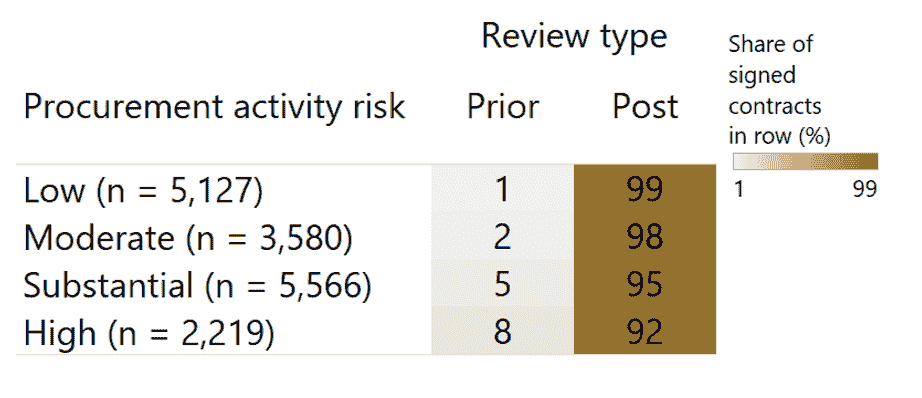 Review type
Procurement activity risk Prior Post
Low (n = 5,127) 1 99
Moderate (n = 3,580) 2 98
Substantial (n = 5,566) 5 95
High (n = 2,219) 8 92
Share of
signed
contracts
in row (%)
1 99